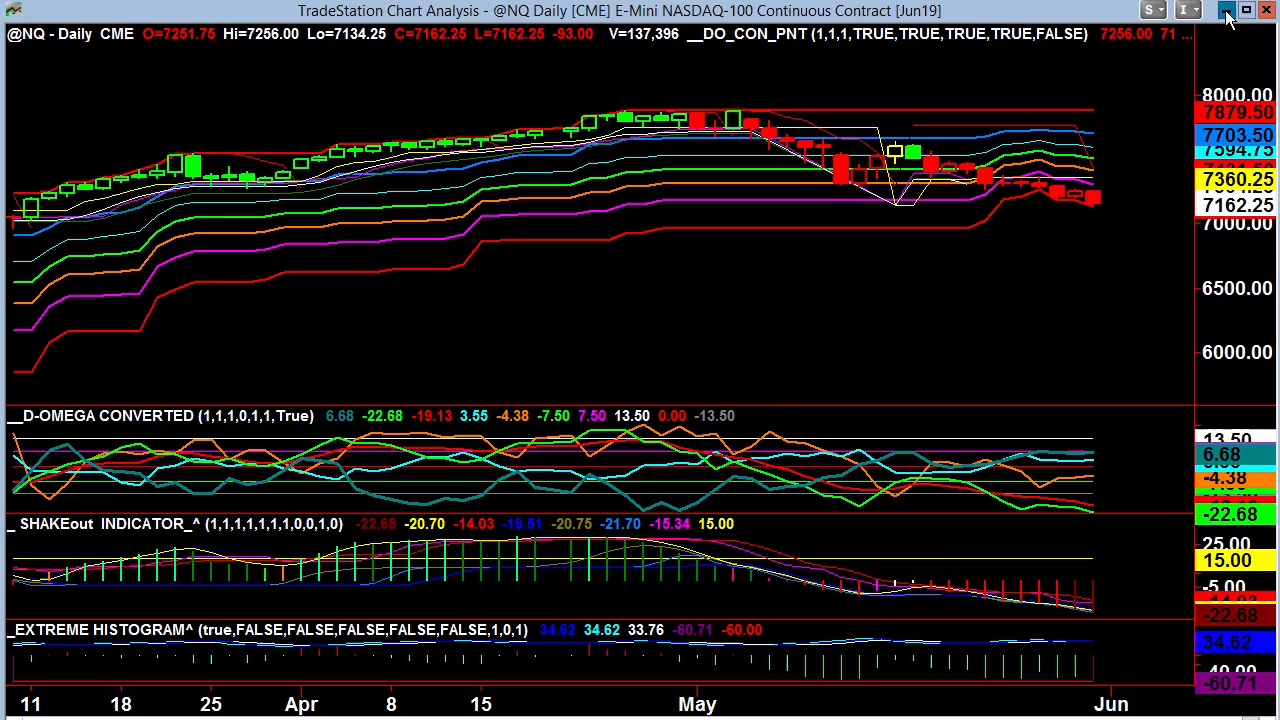 TradeStation Chart Analysis - @NQ Daily [CME] E-Mini NASDAQ-100 Continuous Contract [Jun19]
S
I
@NQ - Daily CME O=7251.75 Hi=7256.00 Lo=7134.25 C=7162.25 L=7162.25 -93.00 V=137,396 __DO_CON_PNT (1,1,1,TRUE,TRUE,TRUE,TRUE,FALSE) 7256.00 71 ...
8000.00
7879.50
7703.50
7594.75
7360.25
7162.25
7000.00
6500.00
6000.00
__D-OMEGA CONVERTED (1,1,1,0,1,1,True) 6.68 -22.68 -19.13 3.55 -4.38 -7.50 7.50 13.50 0.00 -13.50
13.50
6.68
-4.38
-22.68
_ SHAKEout INDICATOR_^ (1,1,1,1,1,1,1,0,0,1,0) -22.68 -20.70 -14.03 -19.51 -20.75 -21.70 -15.34 15.00
25.00
15.00
-5.00
-22.68
_EXTREME HISTOGRAM^ (true,FALSE,FALSE,FALSE,FALSE,FALSE,1,0,1) 34.62 34.62 33.76 -60.71 -60.00
34.62
-60.71
11 18 25 Apr 8 15 May Jun